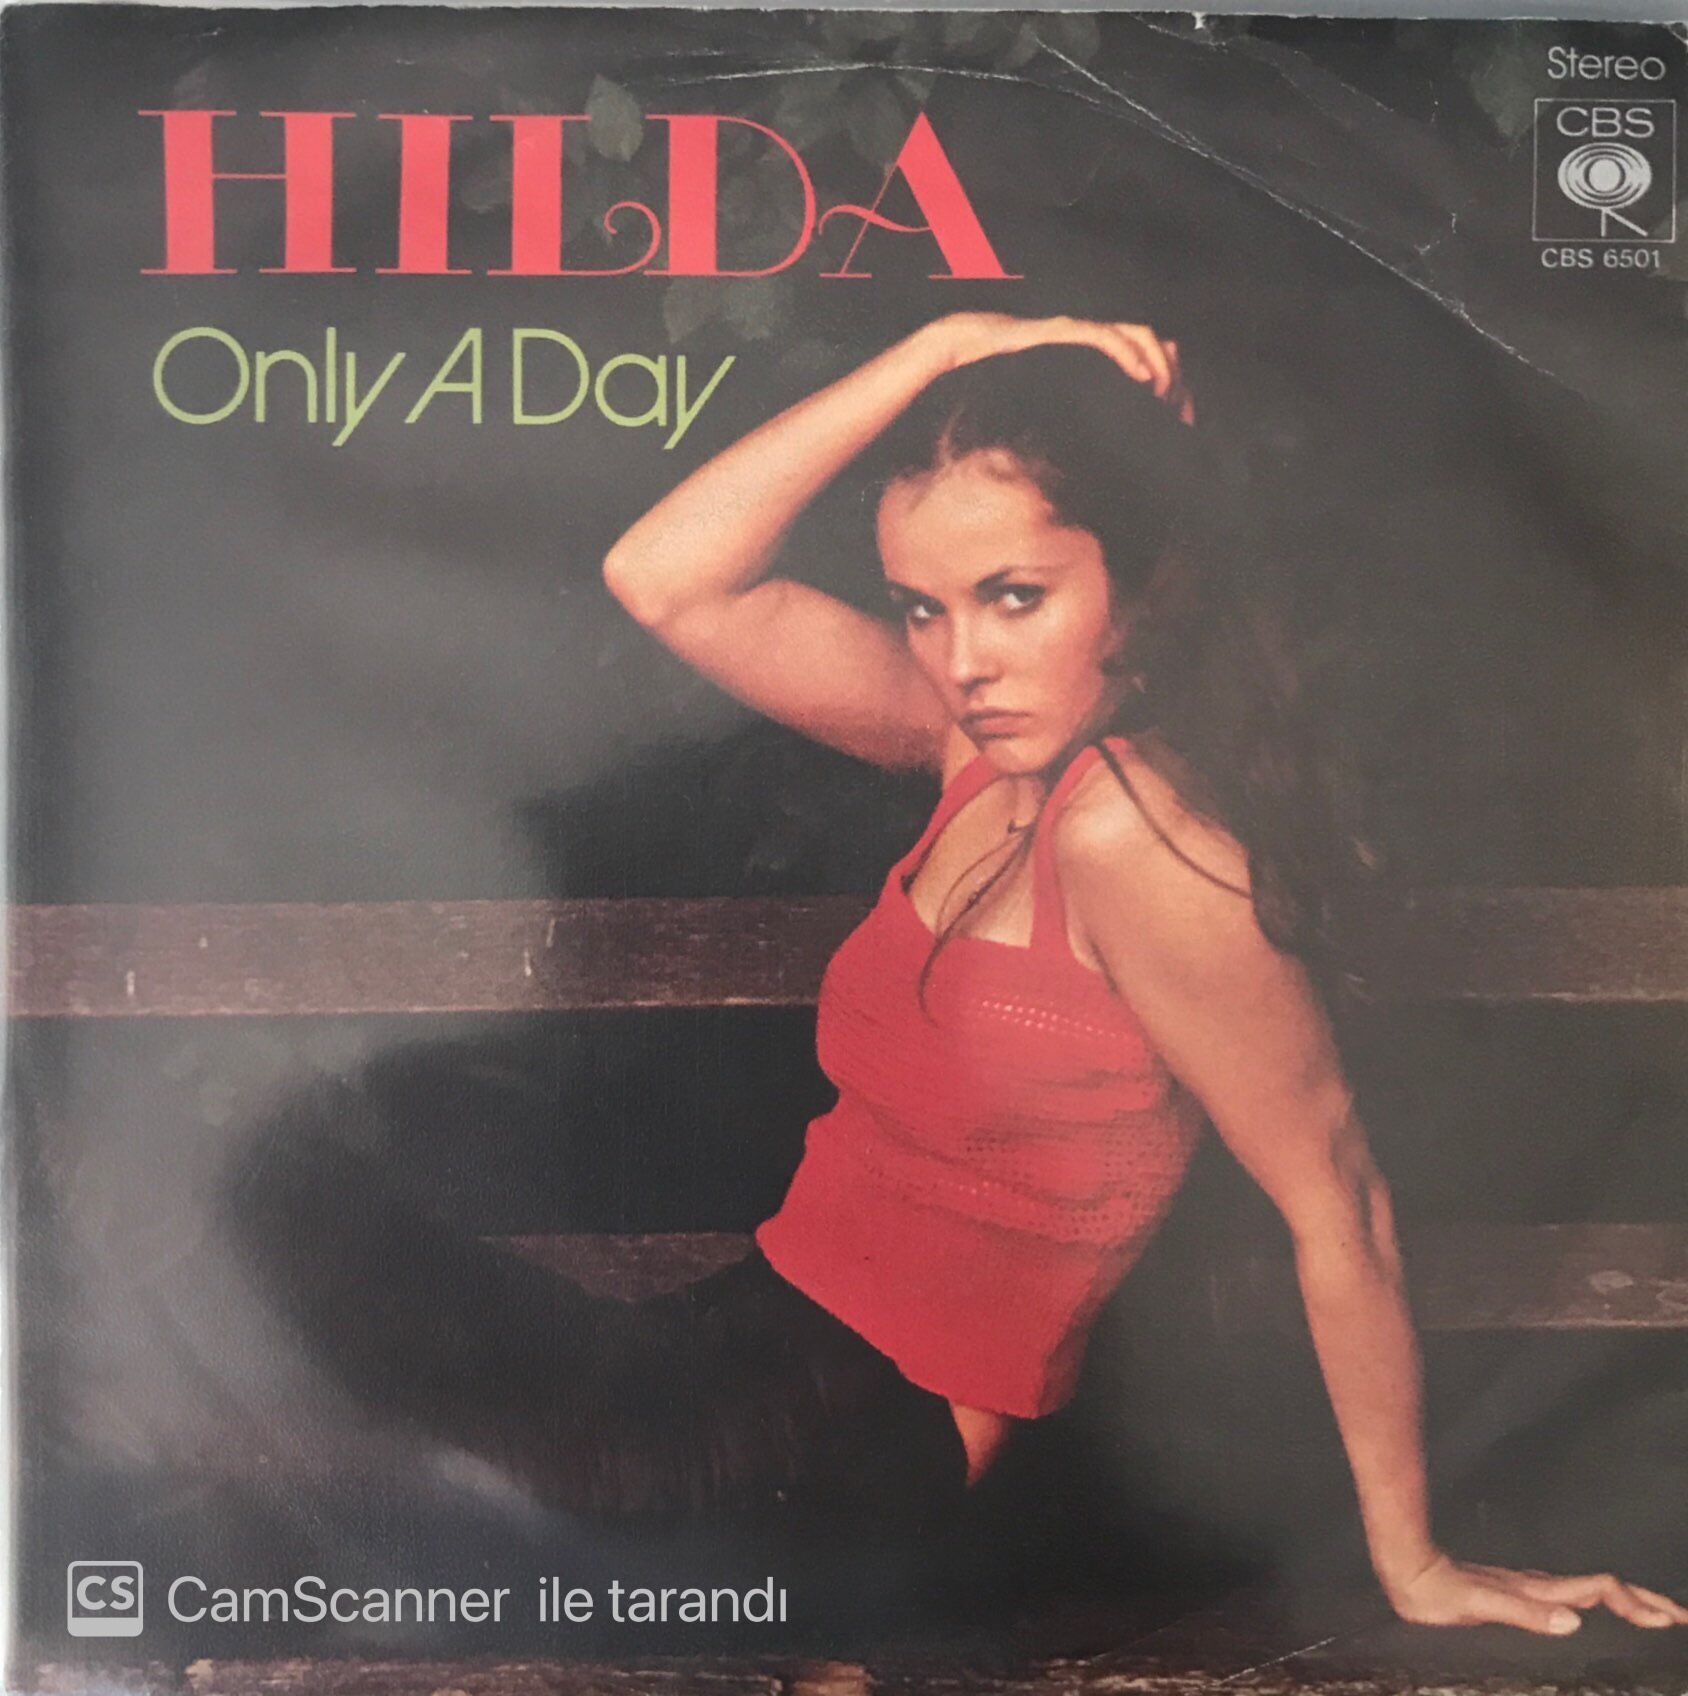 HILDA
Only A Day
Stereo
CBS
CBS 6501
CS CamScanner ile tarandı